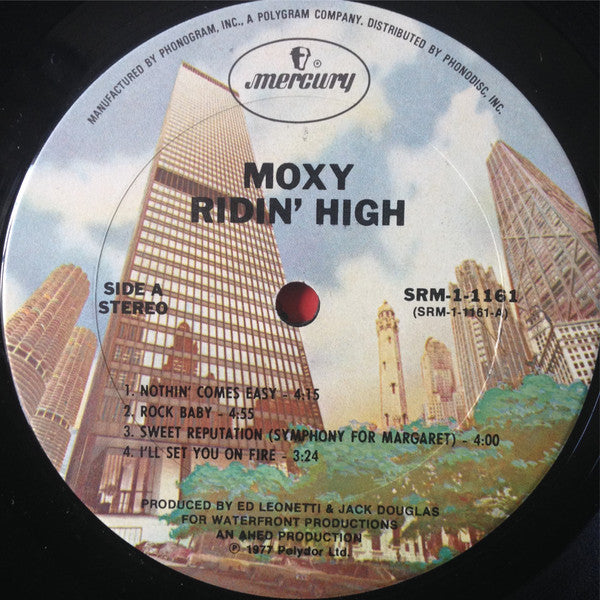 MANUFACTURED BY PHONOGRAM, INC., A POLYGRAM COMPANY. DISTRIBUTED BY PHONODISC, INC.
mercury ®
MOXY
RIDIN' HIGH
SIDE A
STEREO
SRM-1-1161
(SRM-1-1161-A)
1. NOTHIN' COMES EASY - 4:15
2. ROCK BABY - 4:55
3. SWEET REPUTATION (SYMPHONY FOR MARGARET) - 4:00
4. I'LL SET YOU ON FIRE - 3:24
PRODUCED BY ED LEONETTI & JACK DOUGLAS
FOR WATERFRONT PRODUCTIONS
AN AHED PRODUCTION
℗ 1977 Polydor Ltd.